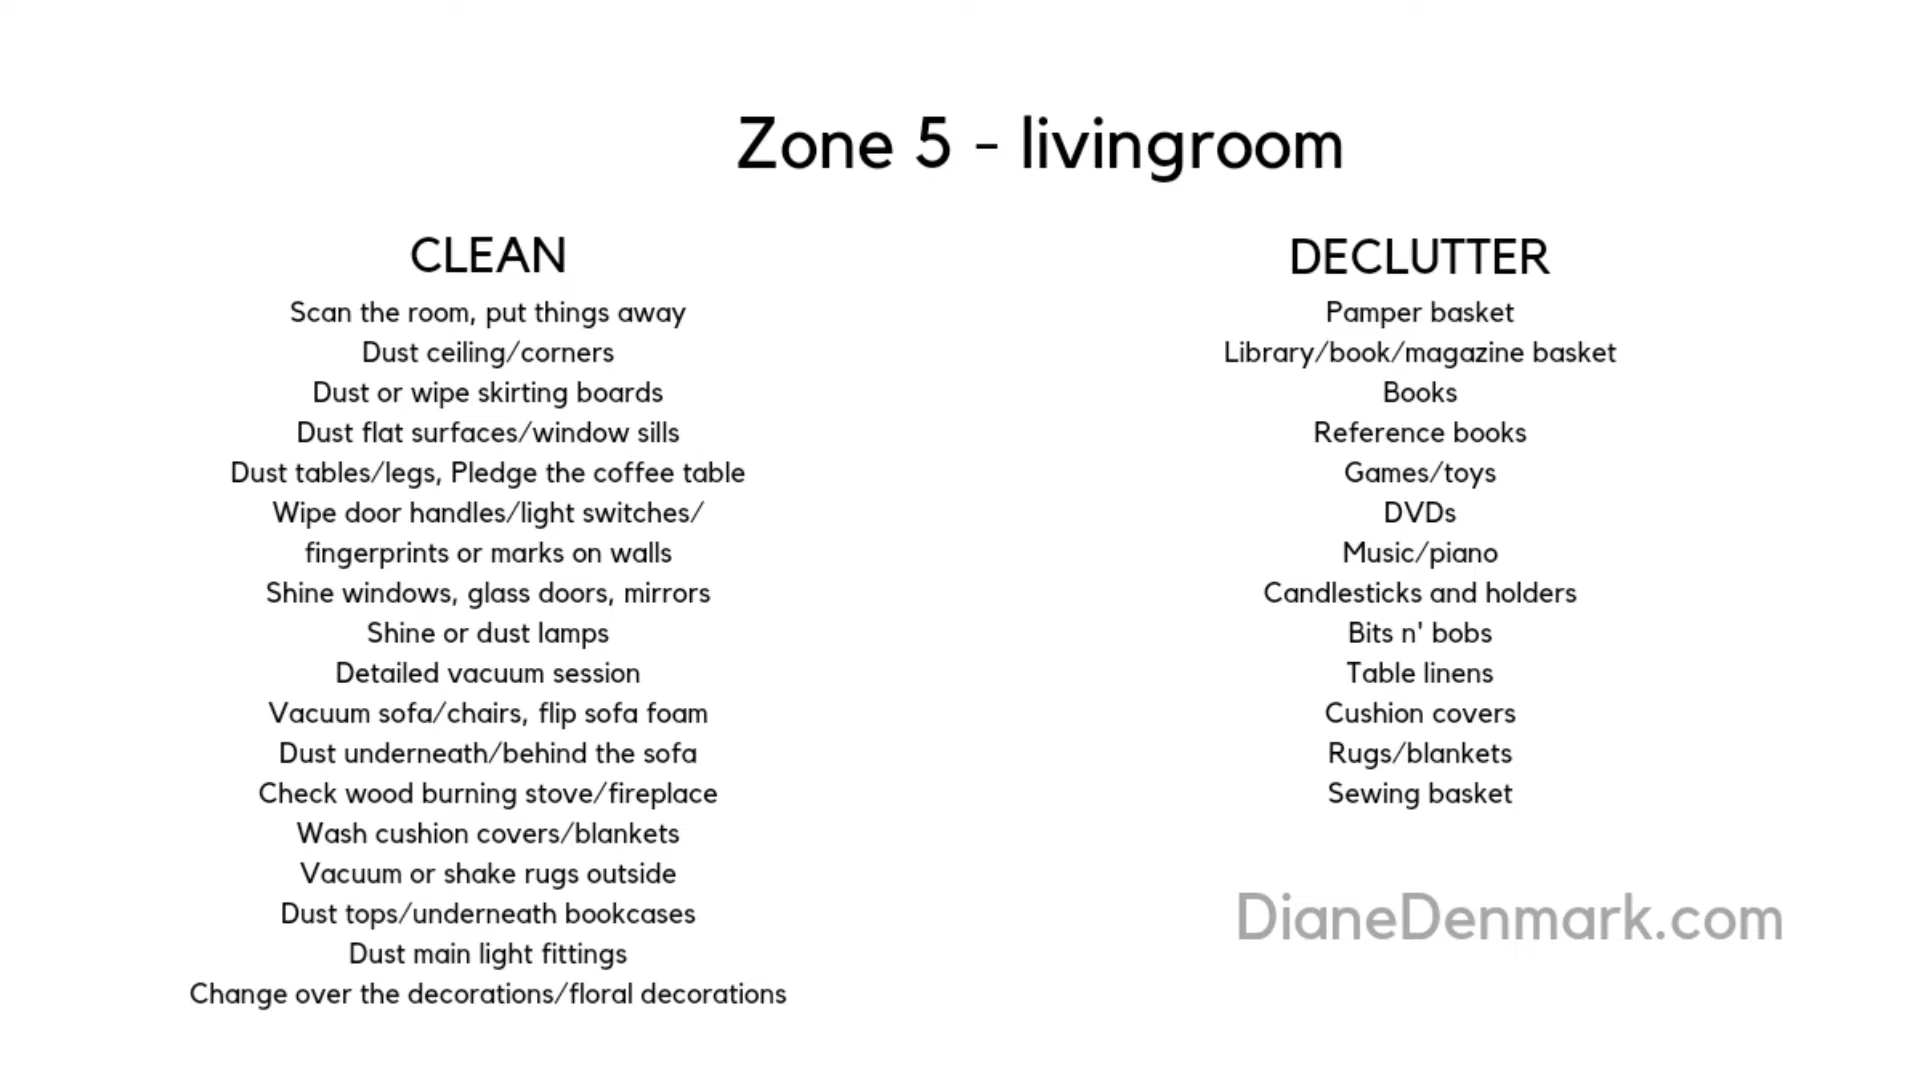 Zone 5 - livingroom
CLEAN
Scan the room, put things away
Dust ceiling/corners
Dust or wipe skirting boards
Dust flat surfaces/window sills
Dust tables/legs, Pledge the coffee table
Wipe door handles/light switches/
fingerprints or marks on walls
Shine windows, glass doors, mirrors
Shine or dust lamps
Detailed vacuum session
Vacuum sofa/chairs, flip sofa foam
Dust underneath/behind the sofa
Check wood burning stove/fireplace
Wash cushion covers/blankets
Vacuum or shake rugs outside
Dust tops/underneath bookcases
Dust main light fittings
Change over the decorations/floral decorations
DECLUTTER
Pamper basket
Library/book/magazine basket
Books
Reference books
Games/toys
DVDs
Music/piano
Candlesticks and holders
Bits n' bobs
Table linens
Cushion covers
Rugs/blankets
Sewing basket
DianeDenmark.com